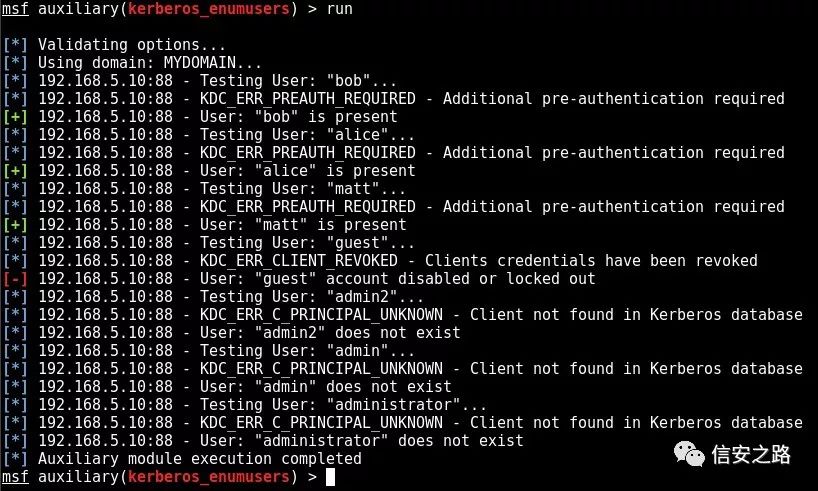 msf auxiliary(kerberos_enumusers) > run
[*] Validating options...
[*] Using domain: MYDOMAIN...
[*] 192.168.5.10:88 - Testing User: "bob"...
[*] 192.168.5.10:88 - KDC_ERR_PREAUTH_REQUIRED - Additional pre-authentication required
[+] 192.168.5.10:88 - User: "bob" is present
[*] 192.168.5.10:88 - Testing User: "alice"...
[*] 192.168.5.10:88 - KDC_ERR_PREAUTH_REQUIRED - Additional pre-authentication required
[+] 192.168.5.10:88 - User: "alice" is present
[*] 192.168.5.10:88 - Testing User: "matt"...
[*] 192.168.5.10:88 - KDC_ERR_PREAUTH_REQUIRED - Additional pre-authentication required
[+] 192.168.5.10:88 - User: "matt" is present
[*] 192.168.5.10:88 - Testing User: "guest"...
[*] 192.168.5.10:88 - KDC_ERR_CLIENT_REVOKED - Clients credentials have been revoked
[-] 192.168.5.10:88 - User: "guest" account disabled or locked out
[*] 192.168.5.10:88 - Testing User: "admin2"...
[*] 192.168.5.10:88 - KDC_ERR_C_PRINCIPAL_UNKNOWN - Client not found in Kerberos database
[*] 192.168.5.10:88 - User: "admin2" does not exist
[*] 192.168.5.10:88 - Testing User: "admin"...
[*] 192.168.5.10:88 - KDC_ERR_C_PRINCIPAL_UNKNOWN - Client not found in Kerberos database
[*] 192.168.5.10:88 - User: "admin" does not exist
[*] 192.168.5.10:88 - Testing User: "administrator"...
[*] 192.168.5.10:88 - KDC_ERR_C_PRINCIPAL_UNKNOWN - Client not found in Kerberos database
[*] 192.168.5.10:88 - User: "administrator" does not exist
[*] Auxiliary module execution completed
msf auxiliary(kerberos_enumusers) >
信安之路